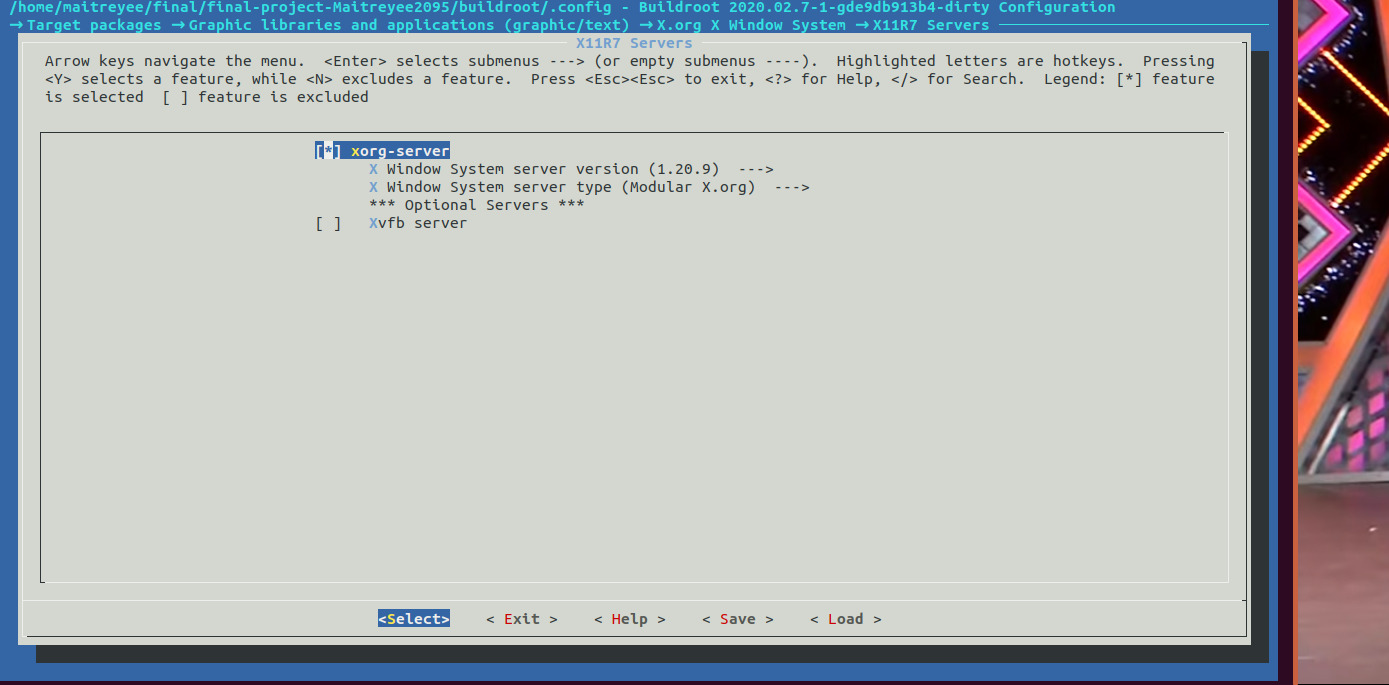 /home/maitreyee/final/final-project-Maitreyee2095/buildroot/.config - Buildroot 2020.02.7-1-gde9db913b4-dirty Configuration
→ Target packages → Graphic libraries and applications (graphic/text) → X.org X Window System → X11R7 Servers
X11R7 Servers
Arrow keys navigate the menu.  <Enter> selects submenus ---> (or empty submenus ----).  Highlighted letters are hotkeys.  Pressing
<Y> selects a feature, while <N> excludes a feature.  Press <Esc><Esc> to exit, <?> for Help, </> for Search.  Legend: [*] feature
is selected  [ ] feature is excluded
[*] xorg-server
X Window System server version (1.20.9)  --->
X Window System server type (Modular X.org)  --->
*** Optional Servers ***
[ ]   Xvfb server
<Select>    < Exit >    < Help >    < Save >    < Load >